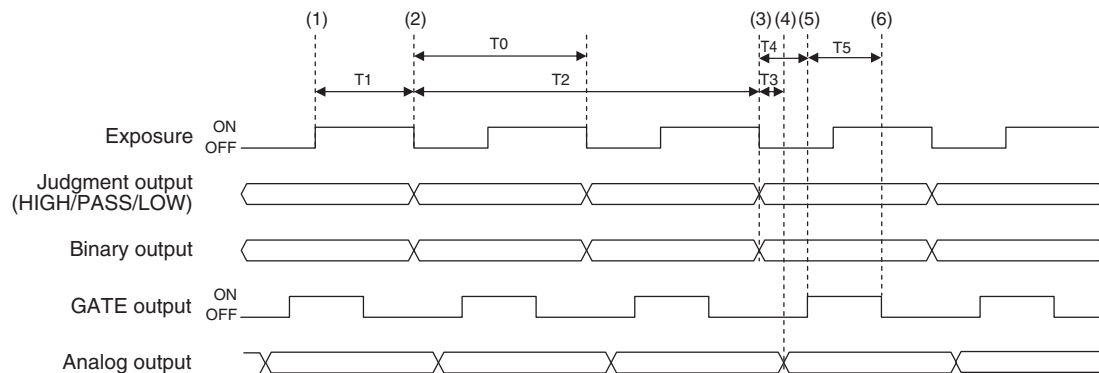 (1) (2) (3) (4) (5) (6)
T0 T4 T5
T1 T2 T3
Exposure ON
OFF
Judgment output
(HIGH/PASS/LOW)
Binary output
GATE output ON
OFF
Analog output